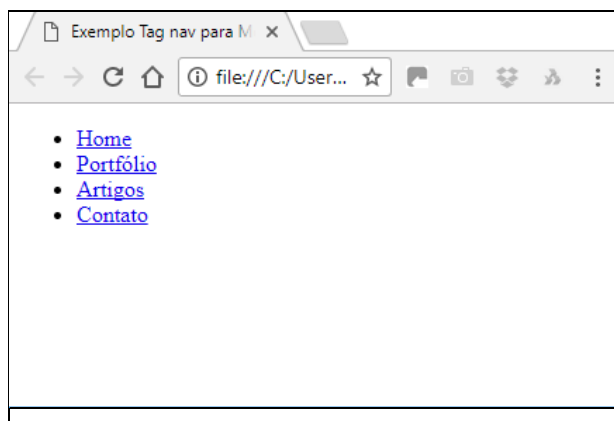 Exemplo Tag nav para M
file:///C:/User...
Home
Portfólio
Artigos
Contato